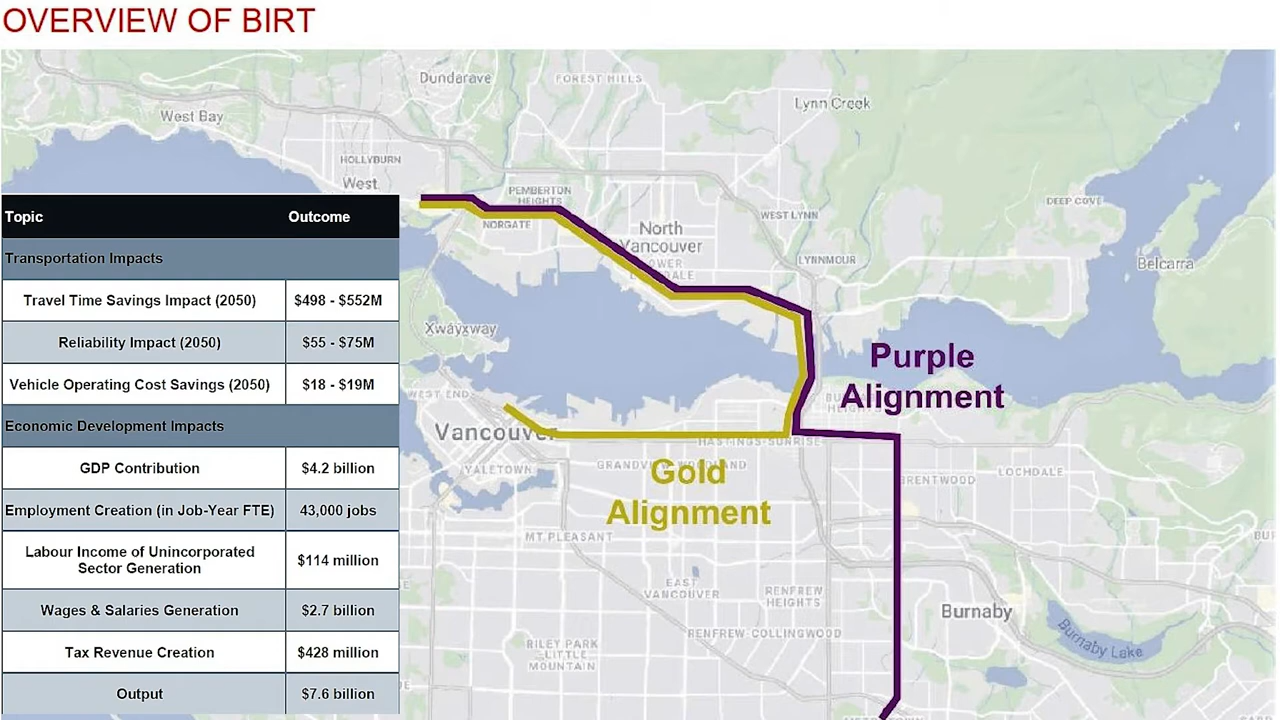 OVERVIEW OF BIRT
Dundarave
FOREST HILLS
Lynn Creek
West Bay
HOLLYBURN
West
PEMBERTON
HEIGHTS
NORGATE
North
Vancouver
WEST LYNN
DEEP COVE
LYNNMOUR
Belcarra
Topic Outcome
Transportation Impacts
Travel Time Savings Impact (2050) $498 - $552M
Reliability Impact (2050) $55 - $75M
Vehicle Operating Cost Savings (2050) $18 - $19M
Economic Development Impacts
GDP Contribution $4.2 billion
Employment Creation (in Job-Year FTE) 43,000 jobs
Labour Income of Unincorporated
Sector Generation $114 million
Wages & Salaries Generation $2.7 billion
Tax Revenue Creation $428 million
Output $7.6 billion
Xwáýxway
Purple
Alignment
WEST END
Vancouver
HASTINGS-SUNRISE
YALETOWN
Gold
Alignment
LOCHDALE
BRENTWOOD
MT PLEASANT
EAST
VANCOUVER
RENFREW
HEIGHTS
Burnaby
RENFREW-COLLINGWOOD
Burnaby Lake
RILEY PARK
-LITTLE
MOUNTAIN